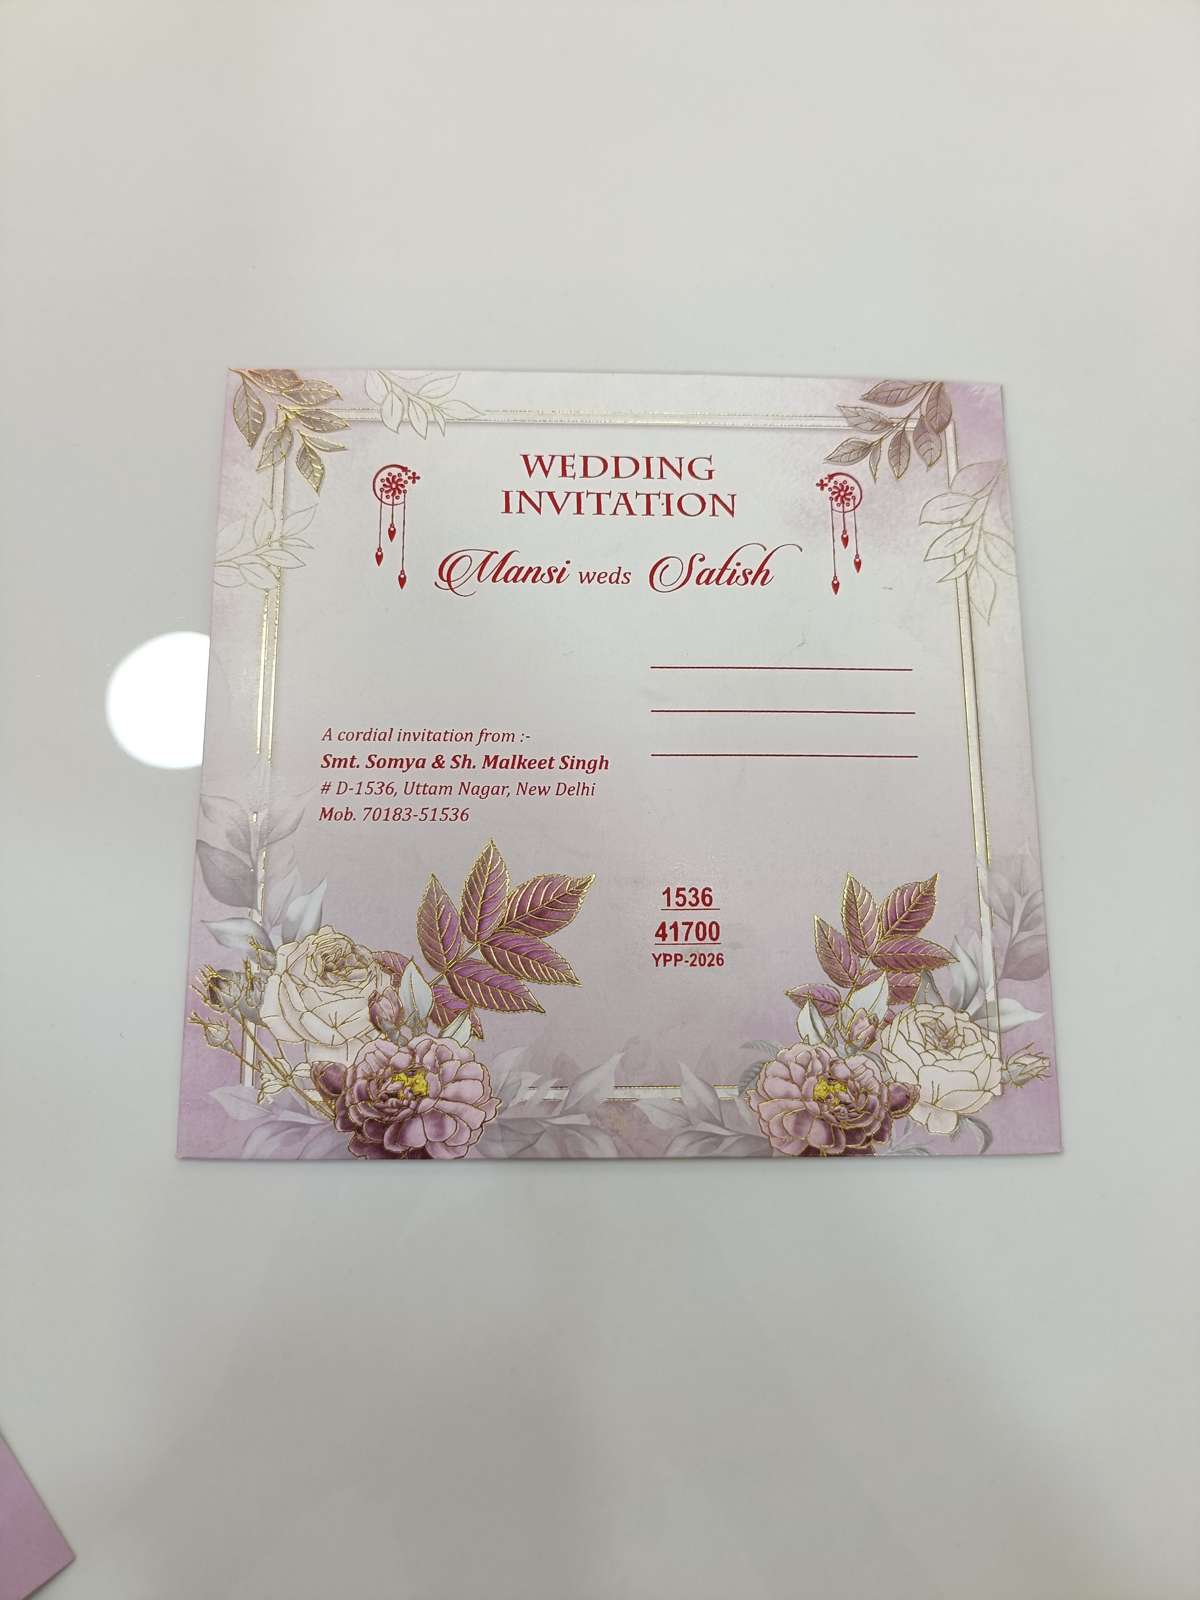 WEDDING
INVITATION
Mansi weds Satish
A cordial invitation from :-
Smt. Somya & Sh. Malkeet Singh
# D-1536, Uttam Nagar, New Delhi
Mob. 70183-51536
1536
41700
YPP-2026